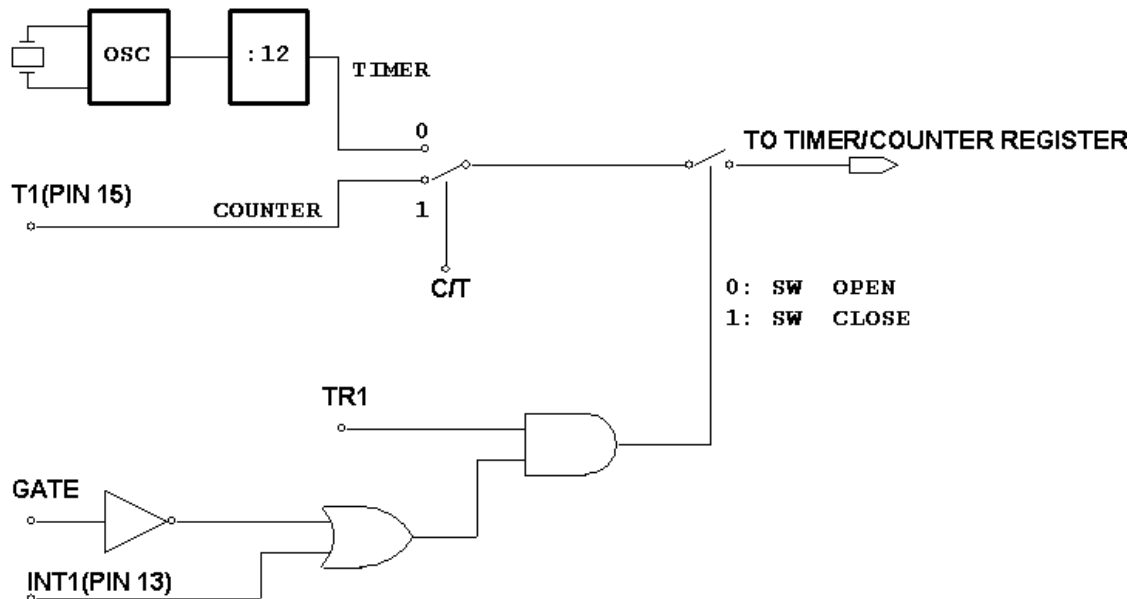 OSC
:12
TIMER
0
TO TIMER/COUNTER REGISTER
T1(PIN 15)
COUNTER
1
C/T
0: SW OPEN
1: SW CLOSE
TR1
GATE
INT1(PIN 13)